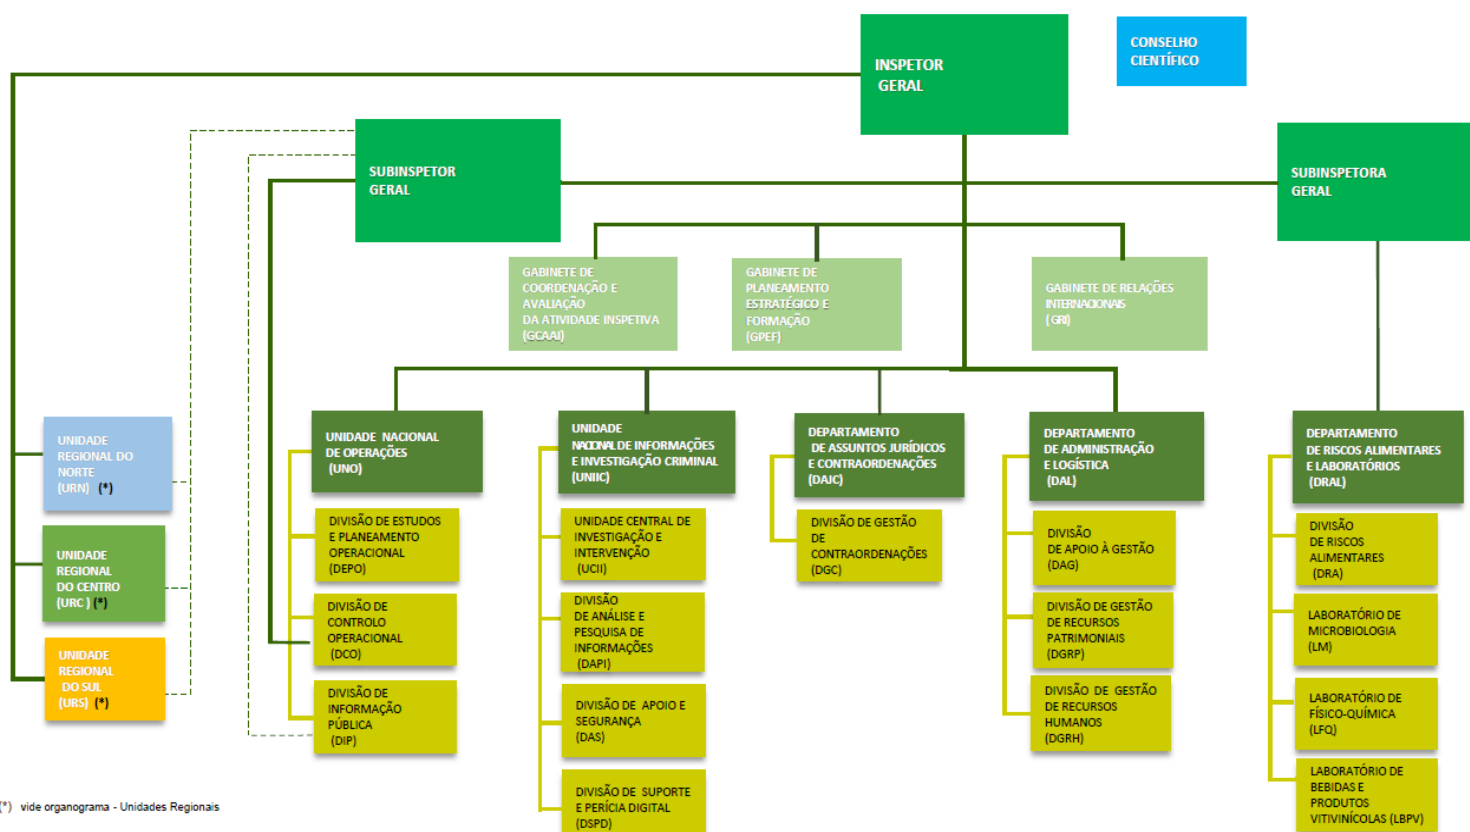 CONSELHO
CIENTÍFICO
INSPETOR
GERAL
SUBINSPETOR
GERAL
SUBINSPETORA
GERAL
GABINETE DE
COORDENAÇÃO E
AVALIAÇÃO
DA ATIVIDADE INSPETIVA
(GCAAI)
GABINETE DE
PLANEAMENTO
ESTRATÉGICO E
FORMAÇÃO
(GPEF)
GABINETE DE RELAÇÕES
INTERNACIONAIS
( GRI)
UNIDADE
REGIONAL DO
NORTE
(URN) (*)
UNIDADE
REGIONAL
DO CENTRO
(URC ) (*)
UNIDADE
REGIONAL
DO SUL
(URS) (*)
UNIDADE NACIONAL
DE OPERAÇÕES
(UNO)
DIVISÃO DE ESTUDOS
E PLANEAMENTO
OPERACIONAL
(DEPO)
DIVISÃO DE
CONTROLO
OPERACIONAL
(DCO)
DIVISÃO DE
INFORMAÇÃO
PÚBLICA
(DIP)
UNIDADE
NACIONAL DE INFORMAÇÕES
E INVESTIGAÇÃO CRIMINAL
(UNIIC)
UNIDADE CENTRAL DE
INVESTIGAÇÃO E
INTERVENÇÃO
(UCII)
DIVISÃO
DE ANÁLISE E
PESQUISA DE
INFORMAÇÕES
(DAPI)
DIVISÃO DE APOIO E
SEGURANÇA
(DAS)
DIVISÃO DE SUPORTE
E PERÍCIA DIGITAL
(DSPD)
DEPARTAMENTO
DE ASSUNTOS JURÍDICOS
E CONTRAORDENAÇÕES
(DAJC)
DIVISÃO DE GESTÃO
DE
CONTRAORDENAÇÕES
(DGC)
DEPARTAMENTO
DE ADMINISTRAÇÃO
E LOGÍSTICA
(DAL)
DIVISÃO
DE APOIO À GESTÃO
(DAG)
DIVISÃO DE GESTÃO
DE RECURSOS
PATRIMONIAIS
(DGRP)
DIVISÃO DE GESTÃO
DE RECURSOS
HUMANOS
(DGRH)
DEPARTAMENTO
DE RISCOS ALIMENTARES
E LABORATÓRIOS
(DRAL)
DIVISÃO
DE RISCOS
ALIMENTARES
(DRA)
LABORATÓRIO DE
MICROBIOLOGIA
(LM)
LABORATÓRIO DE
FÍSICO-QUÍMICA
(LFQ)
LABORATÓRIO DE
BEBIDAS E
PRODUTOS
VITIVINÍCOLAS (LBPV)
(*) vide organograma - Unidades Regionais